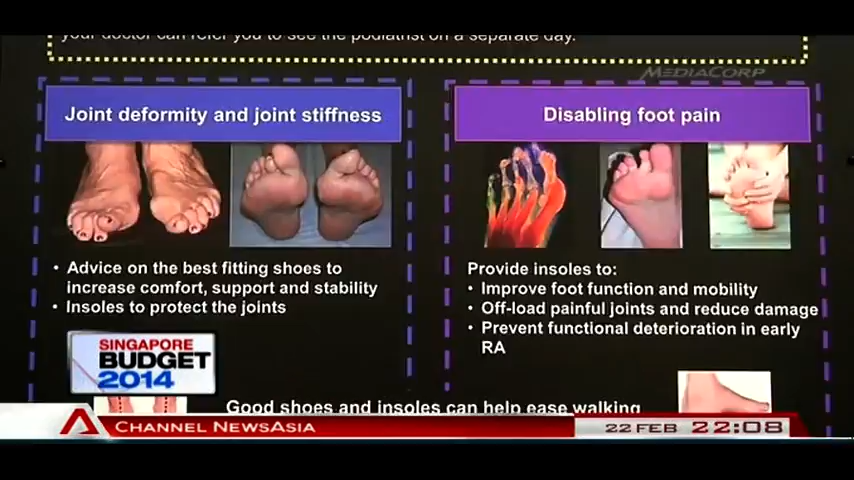 your doctor can refer you to see the podiatrist on a separate day.
MEDIACORP
Joint deformity and joint stiffness
• Advice on the best fitting shoes to
increase comfort, support and stability
• Insoles to protect the joints
Disabling foot pain
Provide insoles to:
• Improve foot function and mobility
• Off-load painful joints and reduce damage
• Prevent functional deterioration in early
RA
SINGAPORE
BUDGET
2014
Good shoes and insoles can help ease walking
CHANNEL NEWSASIA
22 FEB 22:08